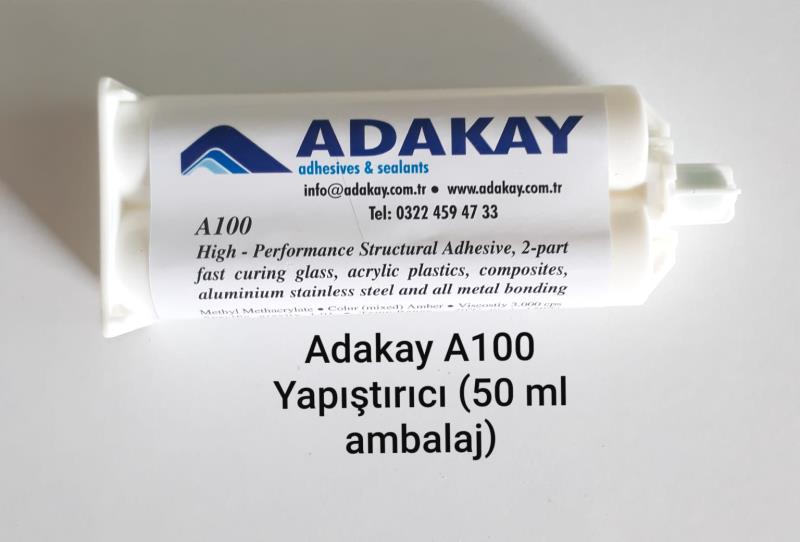 ADAKAY
adhesives & sealants
info@adakay.com.tr ● www.adakay.com.tr
Tel: 0322 459 47 33
A100
High - Performance Structural Adhesive, 2-part
fast curing glass, acrylic plastics, composites,
aluminium stainless steel and all metal bonding
Methyl Methacrylate ● Colur (mixed) Amber ● Viscostiy 3.000 cps
Adakay A100
Yapıştırıcı (50 ml
ambalaj)